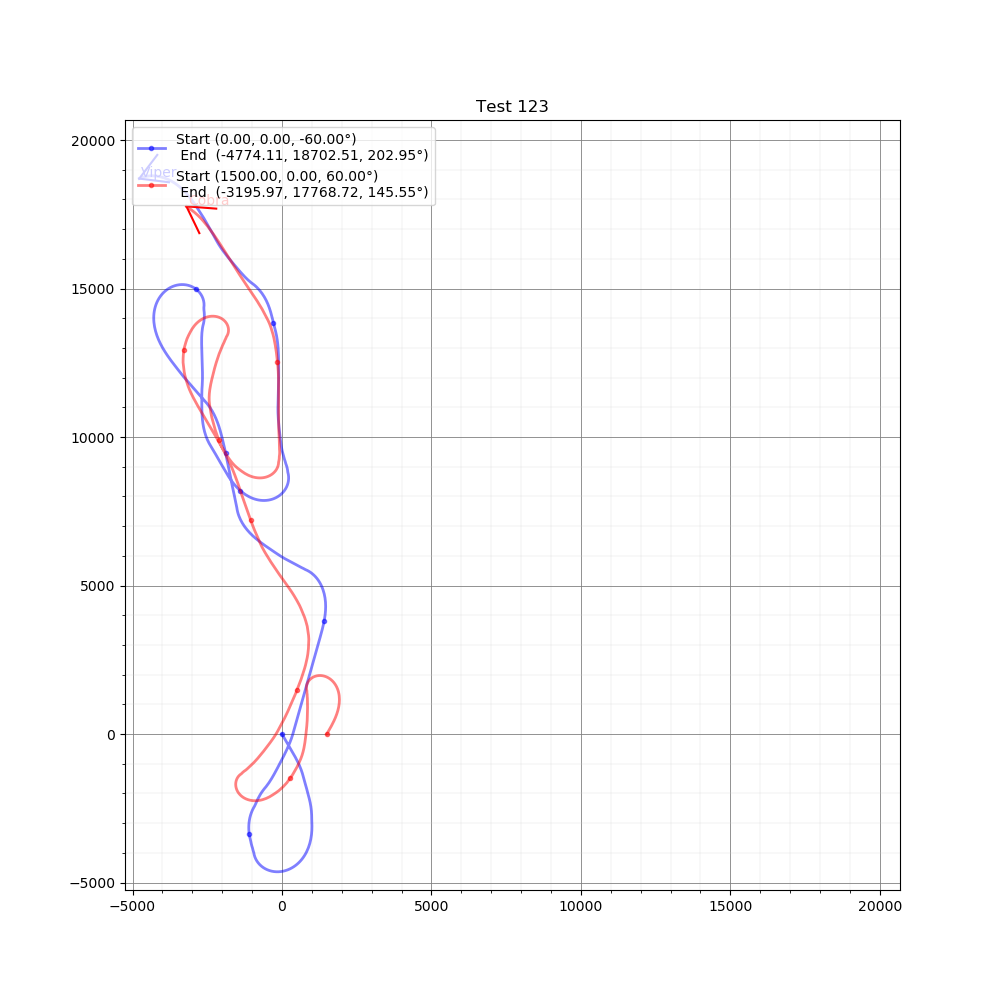 Test 123
Start (0.00, 0.00, -60.00°)
End (-4774.11, 18702.51, 202.95°)
Start (1500.00, 0.00, 60.00°)
End (-3195.97, 17768.72, 145.55°)
Viper
Cobra
20000
15000
10000
5000
0
−5000
−5000
0
5000
10000
15000
20000